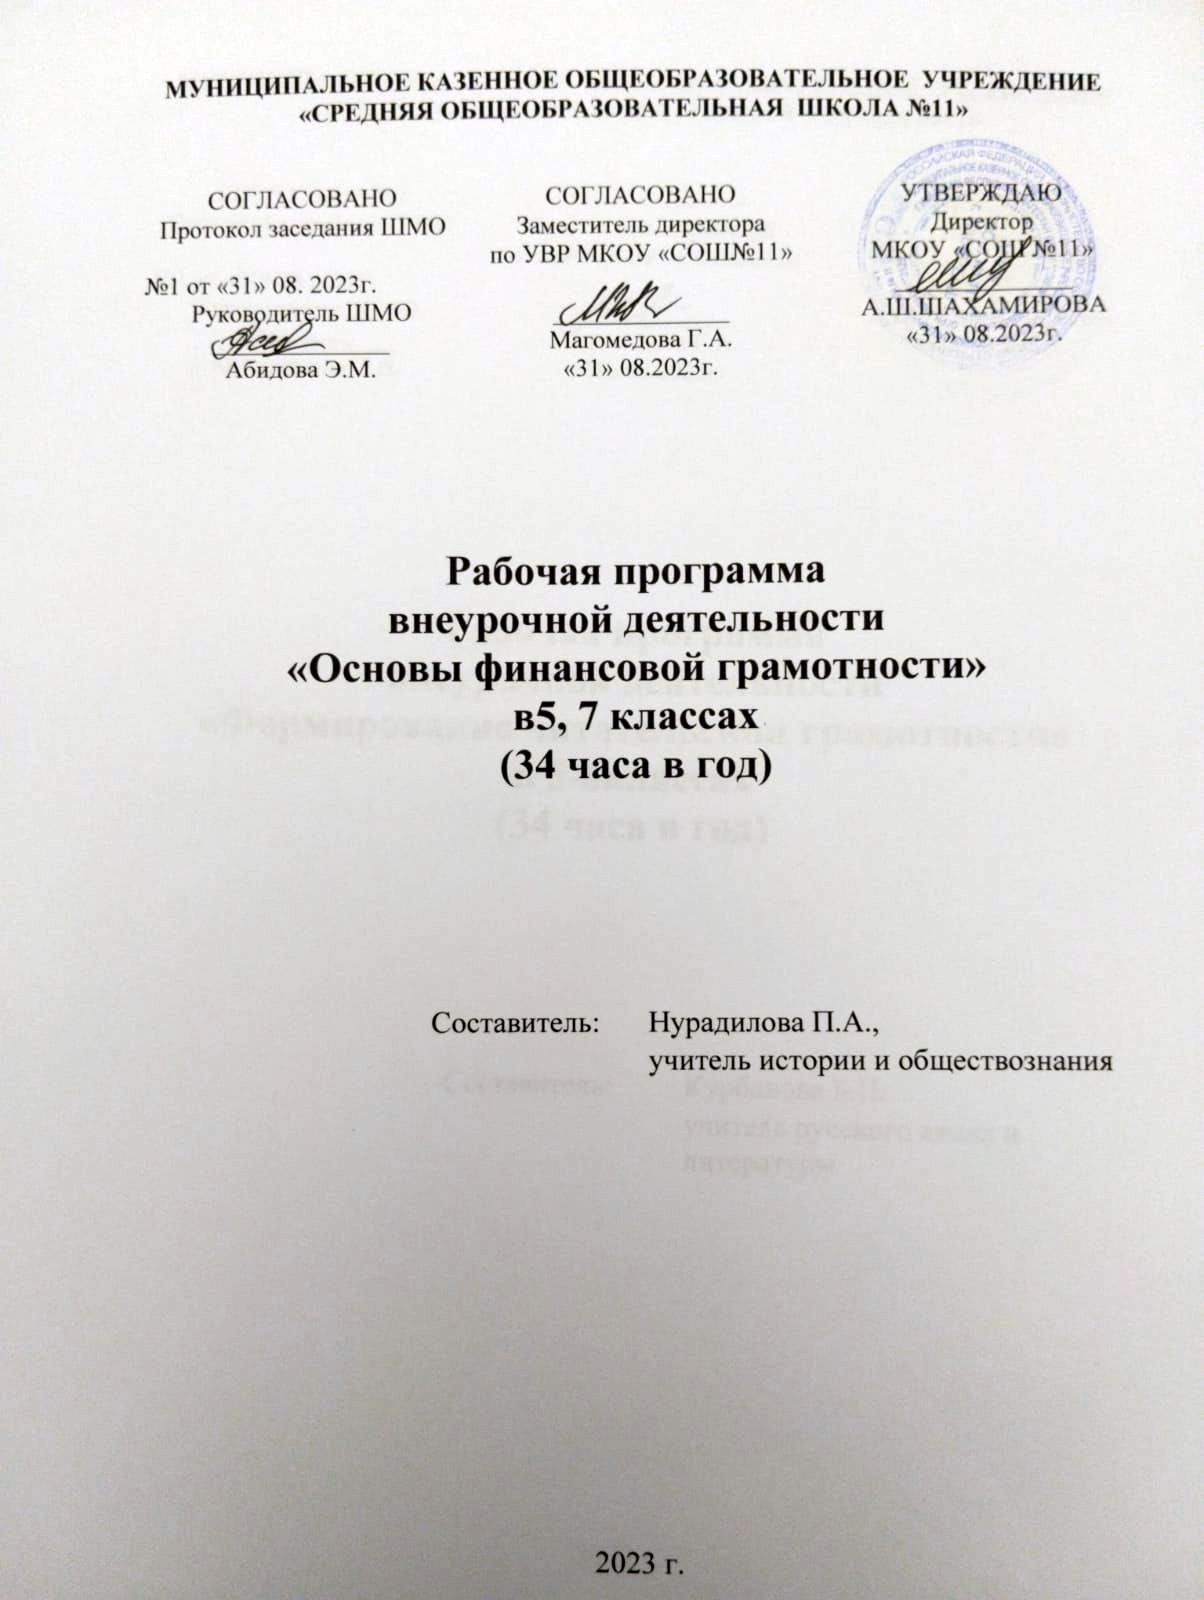 МУНИЦИПАЛЬНОЕ КАЗЕННОЕ ОБЩЕОБРАЗОВАТЕЛЬНОЕ УЧРЕЖДЕНИЕ
«СРЕДНЯЯ ОБЩЕОБРАЗОВАТЕЛЬНАЯ ШКОЛА №11»
СОГЛАСОВАНО
Протокол заседания ШМО
№1 от «31» 08. 2023г.
Руководитель ШМО
Абидова Э.М.
СОГЛАСОВАНО
Заместитель директора
по УВР МКОУ «СОШ№11»
Магомедова Г.А.
«31» 08.2023г.
УТВЕРЖДАЮ
Директор
МКОУ «СОШ №11»
А.Ш.ШАХАМИРОВА
«31» 08.2023г.
Рабочая программа
внеурочной деятельности
«Основы финансовой грамотности»
в5, 7 классах
(34 часа в год)
Составитель: Нурадилова П.А.,
учитель истории и обществознания
2023 г.